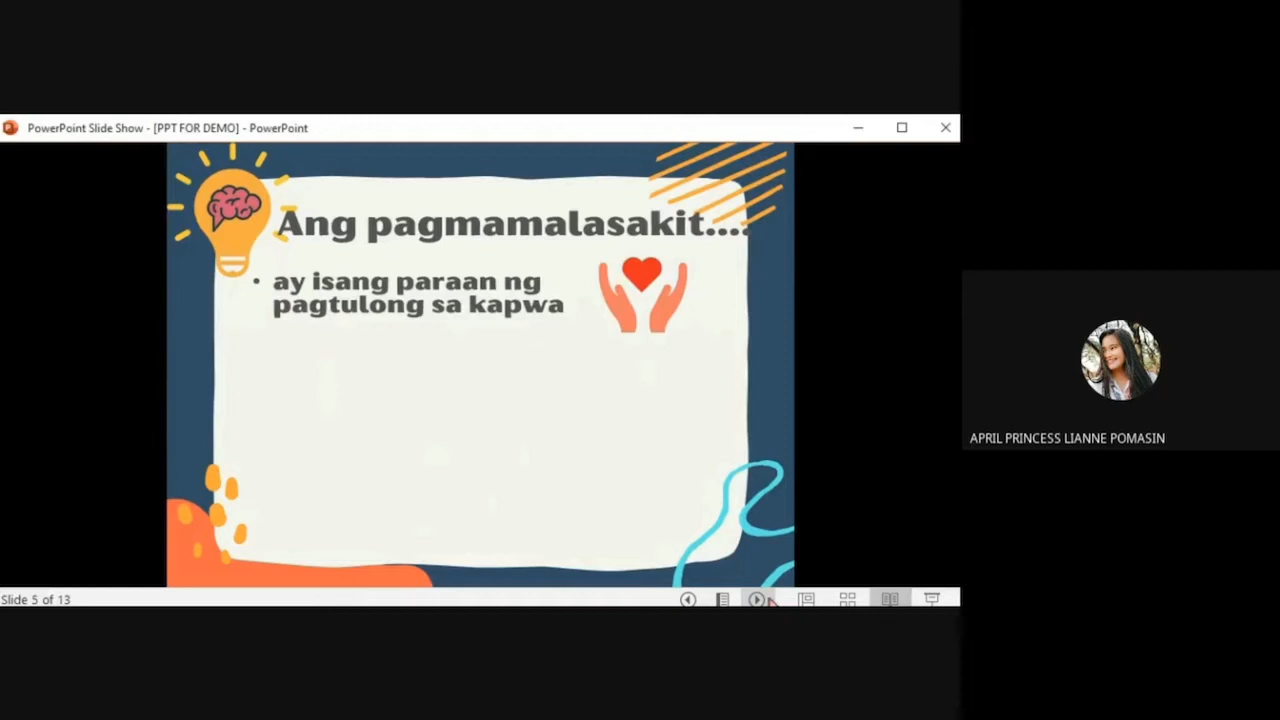 PowerPoint Slide Show - [PPT FOR DEMO] - PowerPoint
Ang pagmamalasakit....
• ay isang paraan ng
pagtulong sa kapwa
APRIL PRINCESS LIANNE POMASIN
Slide 5 of 13